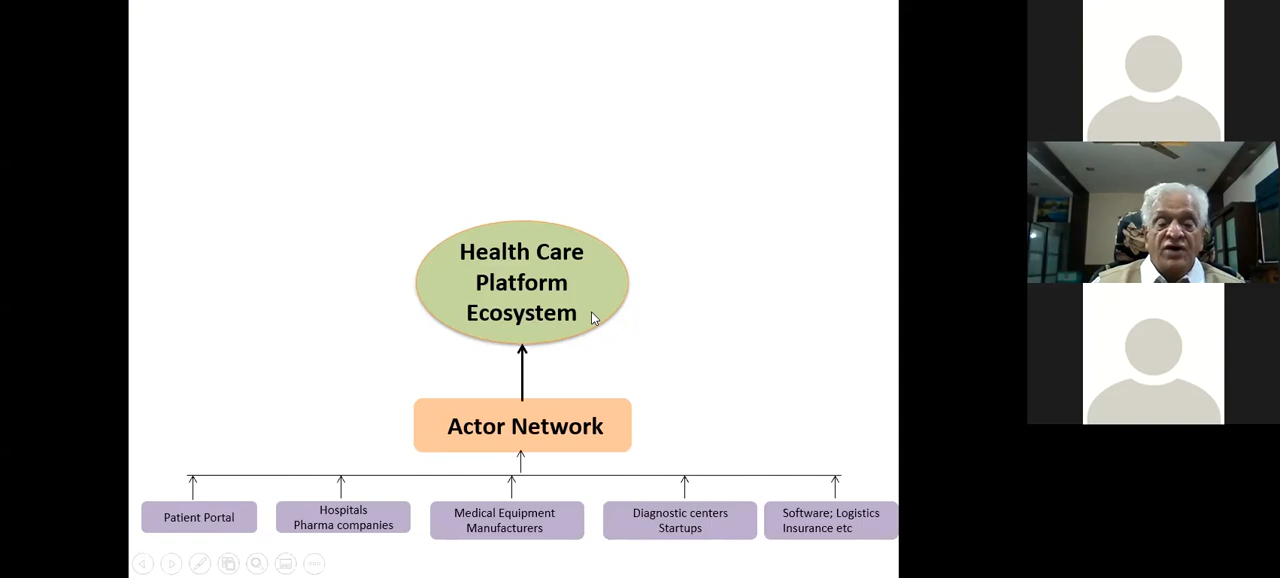 Health Care
Platform
Ecosystem
Actor Network
Patient Portal
Hospitals
Pharma companies
Medical Equipment
Manufacturers
Diagnostic centers
Startups
Software; Logistics
Insurance etc